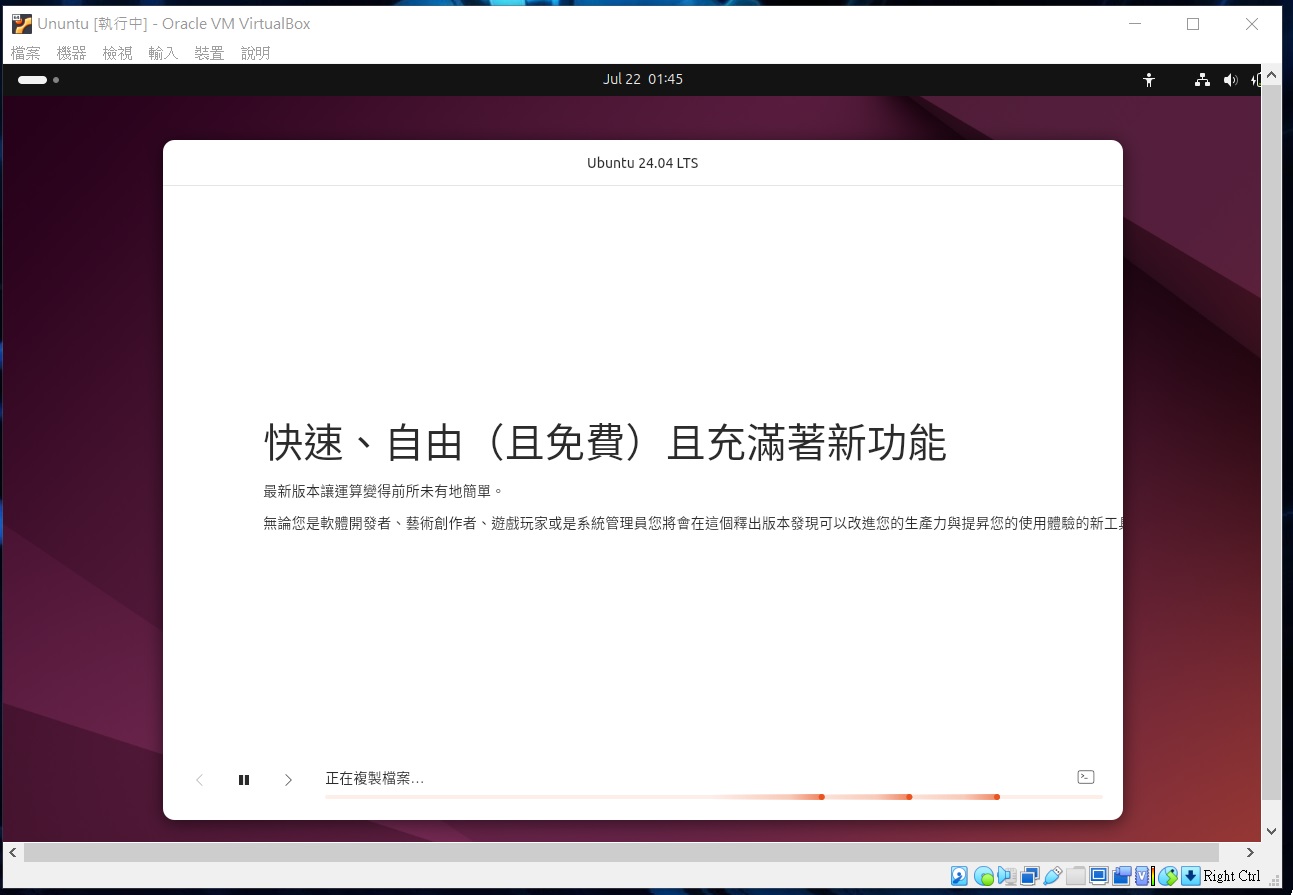 Ununtu [執行中] - Oracle VM VirtualBox
檔案 機器 檢視 輸入 裝置 說明
Jul 22 01:45
Ubuntu 24.04 LTS
快速、自由（且免費）且充滿著新功能
最新版本讓運算變得前所未有地簡單。
無論您是軟體開發者、藝術創作者、遊戲玩家或是系統管理員您將會在這個釋出版本發現可以改進您的生產力與提昇您的使用體驗的新工具
正在複製檔案…
Right Ctrl